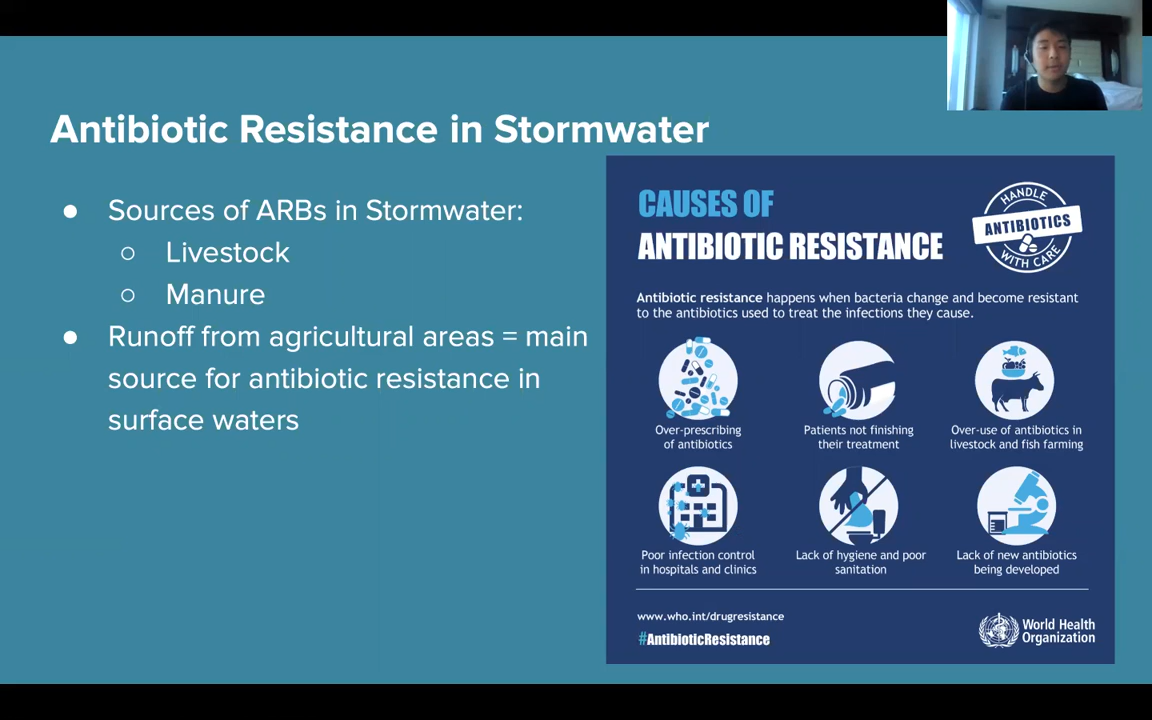 Antibiotic Resistance in Stormwater
● Sources of ARBs in Stormwater:
○ Livestock
○ Manure
● Runoff from agricultural areas = main
source for antibiotic resistance in
surface waters
CAUSES OF
ANTIBIOTIC RESISTANCE
HANDLE
ANTIBIOTICS
WITH CARE
Antibiotic resistance happens when bacteria change and become resistant
to the antibiotics used to treat the infections they cause.
Over-prescribing
of antibiotics
Patients not finishing
their treatment
Over-use of antibiotics in
livestock and fish farming
Poor infection control
in hospitals and clinics
Lack of hygiene and poor
sanitation
Lack of new antibiotics
being developed
www.who.int/drugresistance
#AntibioticResistance
World Health
Organization